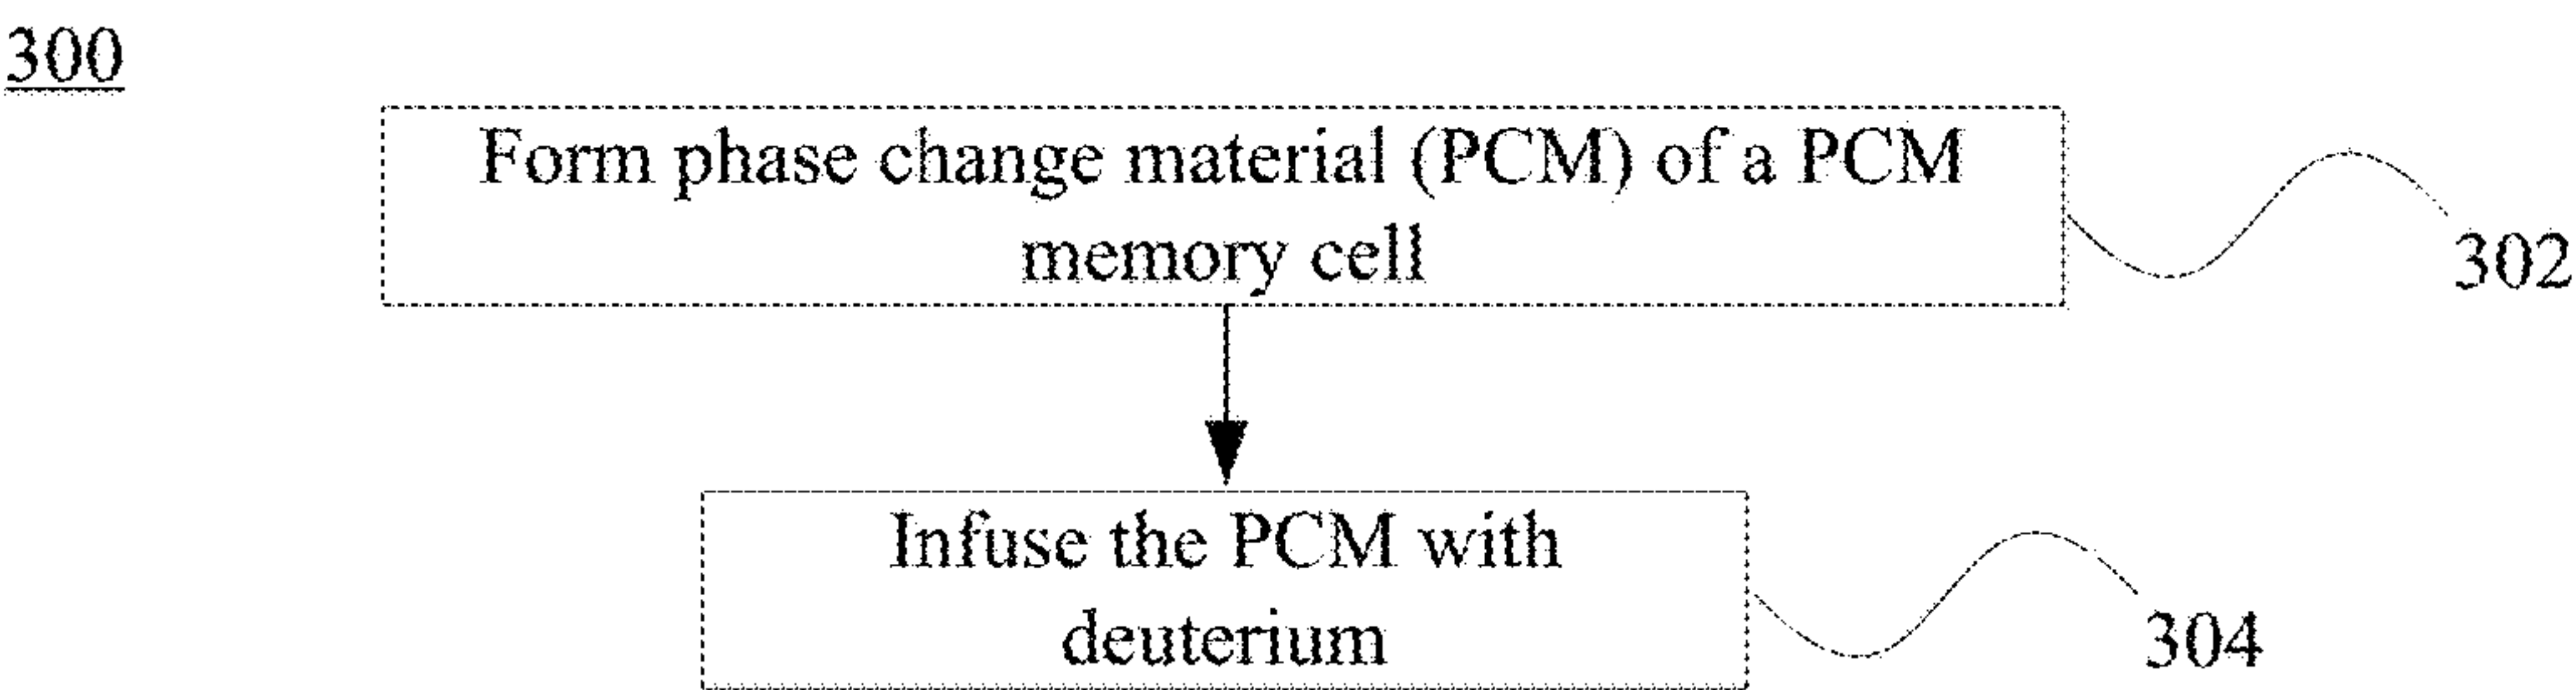 300
Form phase change material (PCM) of a PCM
memory cell
302
Infuse the PCM with
deuterium
304